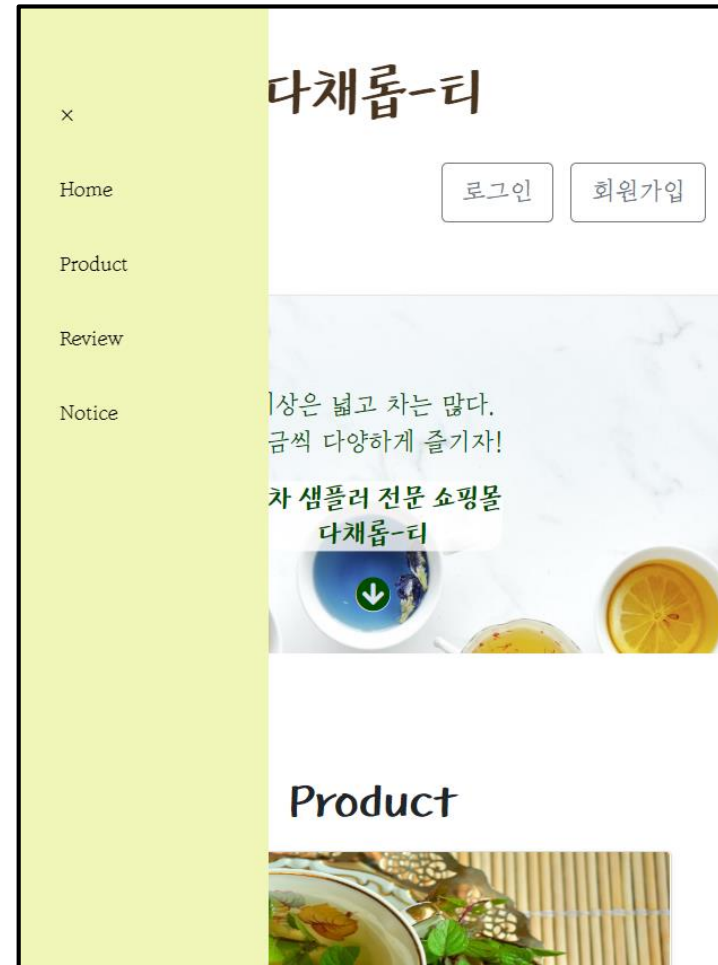 ×
Home
Product
Review
Notice
다채롭-티
로그인
회원가입
상은 넓고 차는 많다.
금씩 다양하게 즐기자!
차 샘플러 전문 쇼핑몰
다채롭-티
Product